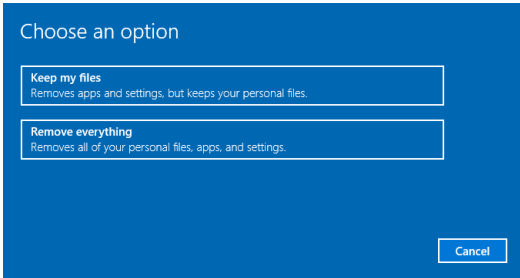 Choose an option
Keep my files
Removes apps and settings, but keeps your personal files.
Remove everything
Removes all of your personal files, apps, and settings.
Cancel